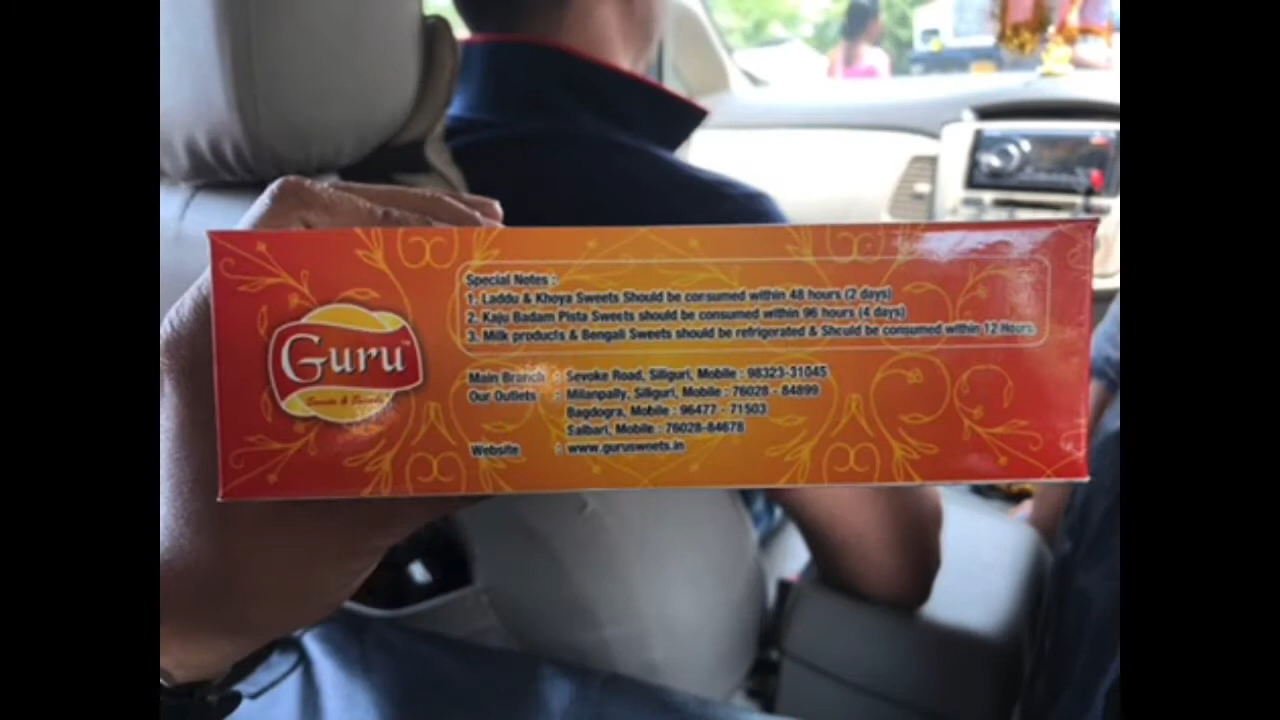 Guru
Sweets & Snacks
Special Notes :
1. Laddu & Khoya Sweets Should be consumed within 48 hours (2 days)
2. Kaju Badam Pista Sweets should be consumed within 96 hours (4 days)
3. Milk products & Bengali Sweets should be refrigorated & Should be consumed within 12 Hours.
Main Branch : Sevoke Road, Siliguri, Mobile : 98323-31045
Our Outlets : Milanpally, Siliguri, Mobile : 76028 - 84899
Bagdogra, Mobile : 96477 - 71503
Salbari, Mobile : 76028-84678
Website : www.gurusweets.in